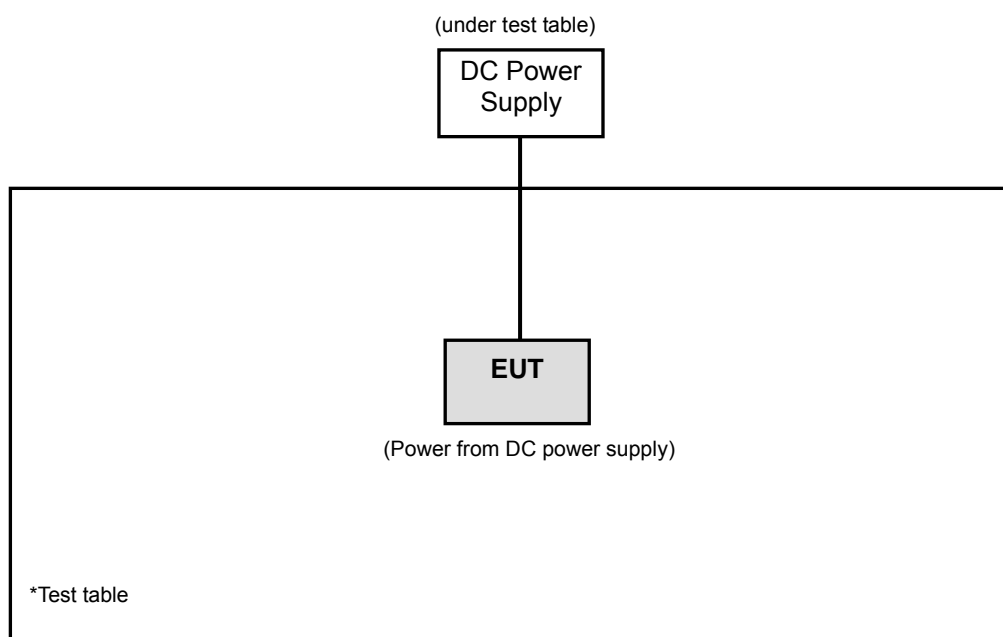 (under test table)
DC Power
Supply
EUT
(Power from DC power supply)
*Test table